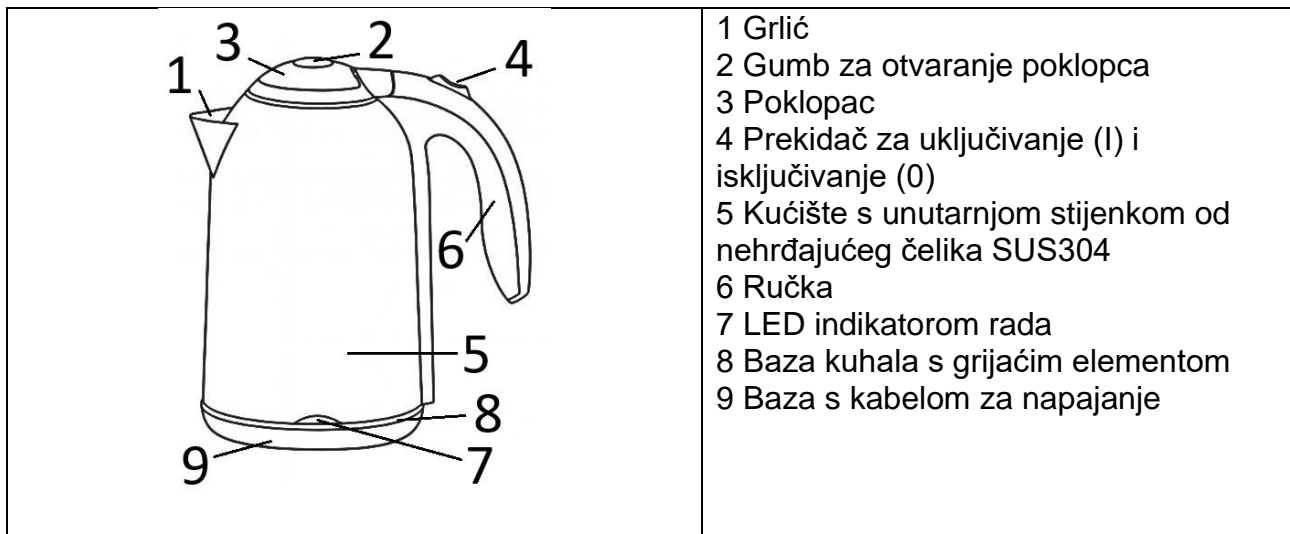 1
2
3
4
5
6
7
8
9
1 Grlić
2 Gumb za otvaranje poklopca
3 Poklopac
4 Prekidač za uključivanje (I) i
isključivanje (0)
5 Kućište s unutarnjom stijenkom od
nehrđajućeg čelika SUS304
6 Ručka
7 LED indikatorom rada
8 Baza kuhala s grijaćim elementom
9 Baza s kabelom za napajanje